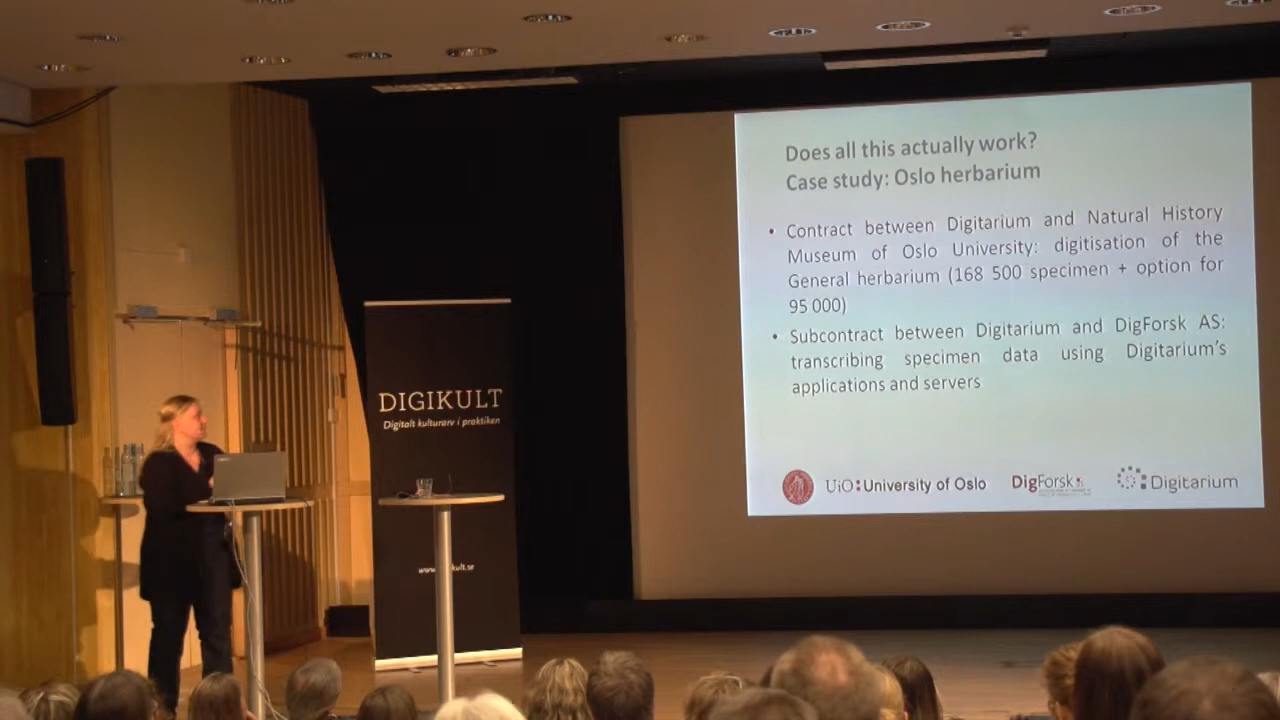 Does all this actually work?
Case study: Oslo herbarium
• Contract between Digitarium and Natural History
Museum of Oslo University: digitisation of the
General herbarium (168 500 specimen + option for
95 000)
• Subcontract between Digitarium and DigForsk AS:
transcribing specimen data using Digitarium's
applications and servers
UiO:University of Oslo
DigForsk
Digitarium
DIGIKULT
Digitalt kulturarv i praktiken